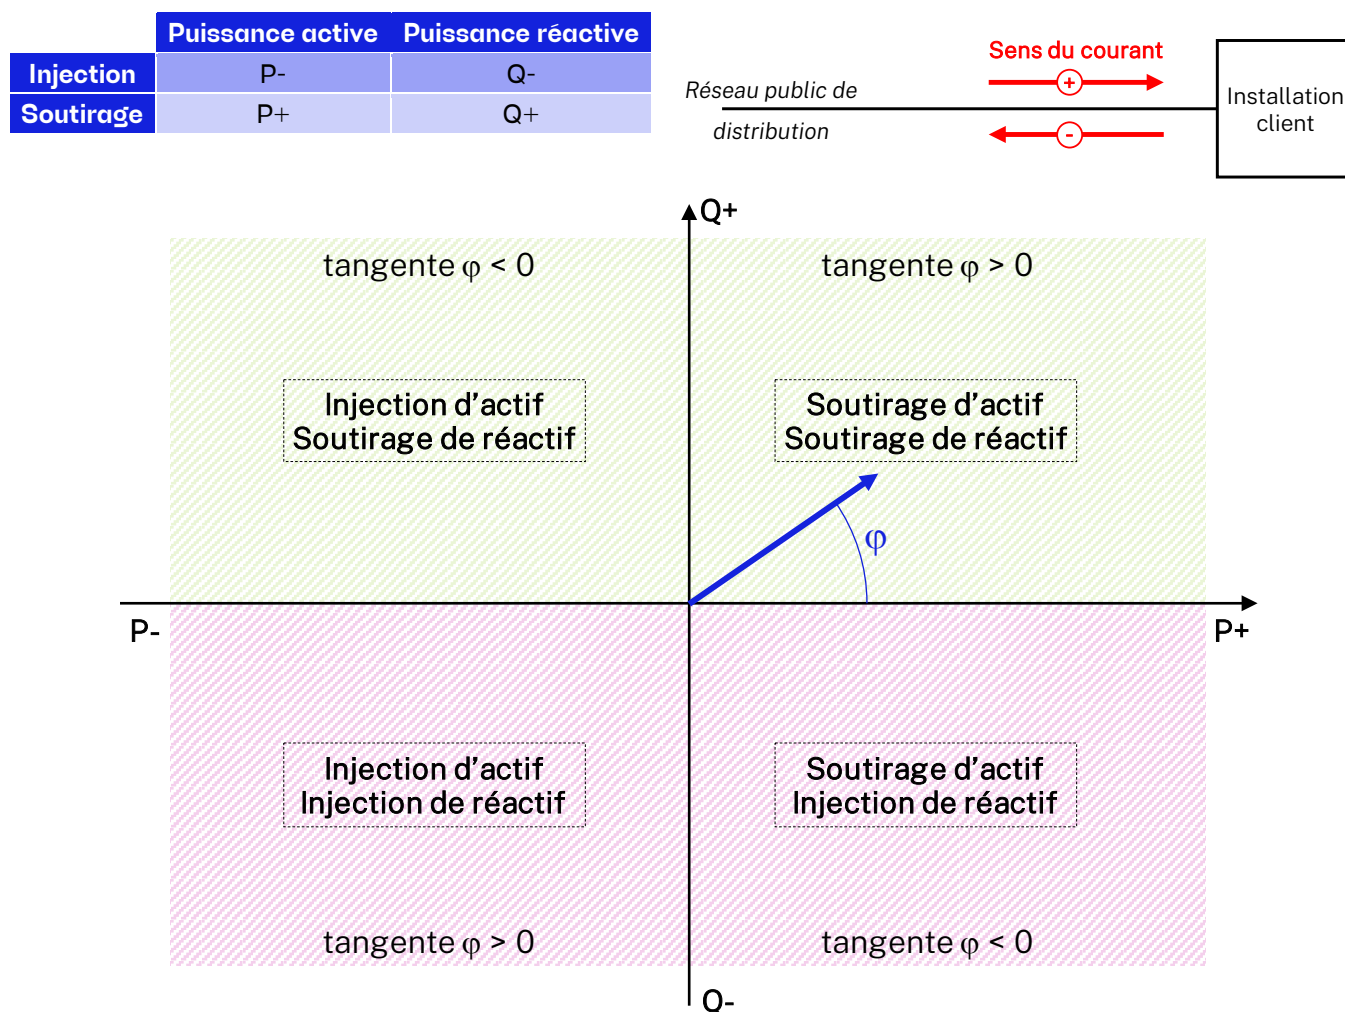 Puissance active Puissance réactive
Injection P- Q-
Soutirage P+ Q+
Sens du courant
+
Réseau public de
distribution
-
Installation
client
Q+
tangente φ < 0
tangente φ > 0
Injection d’actif
Soutirage de réactif
Soutirage d’actif
Soutirage de réactif
φ
P-
P+
Injection d’actif
Injection de réactif
Soutirage d’actif
Injection de réactif
tangente φ > 0
tangente φ < 0
Q-